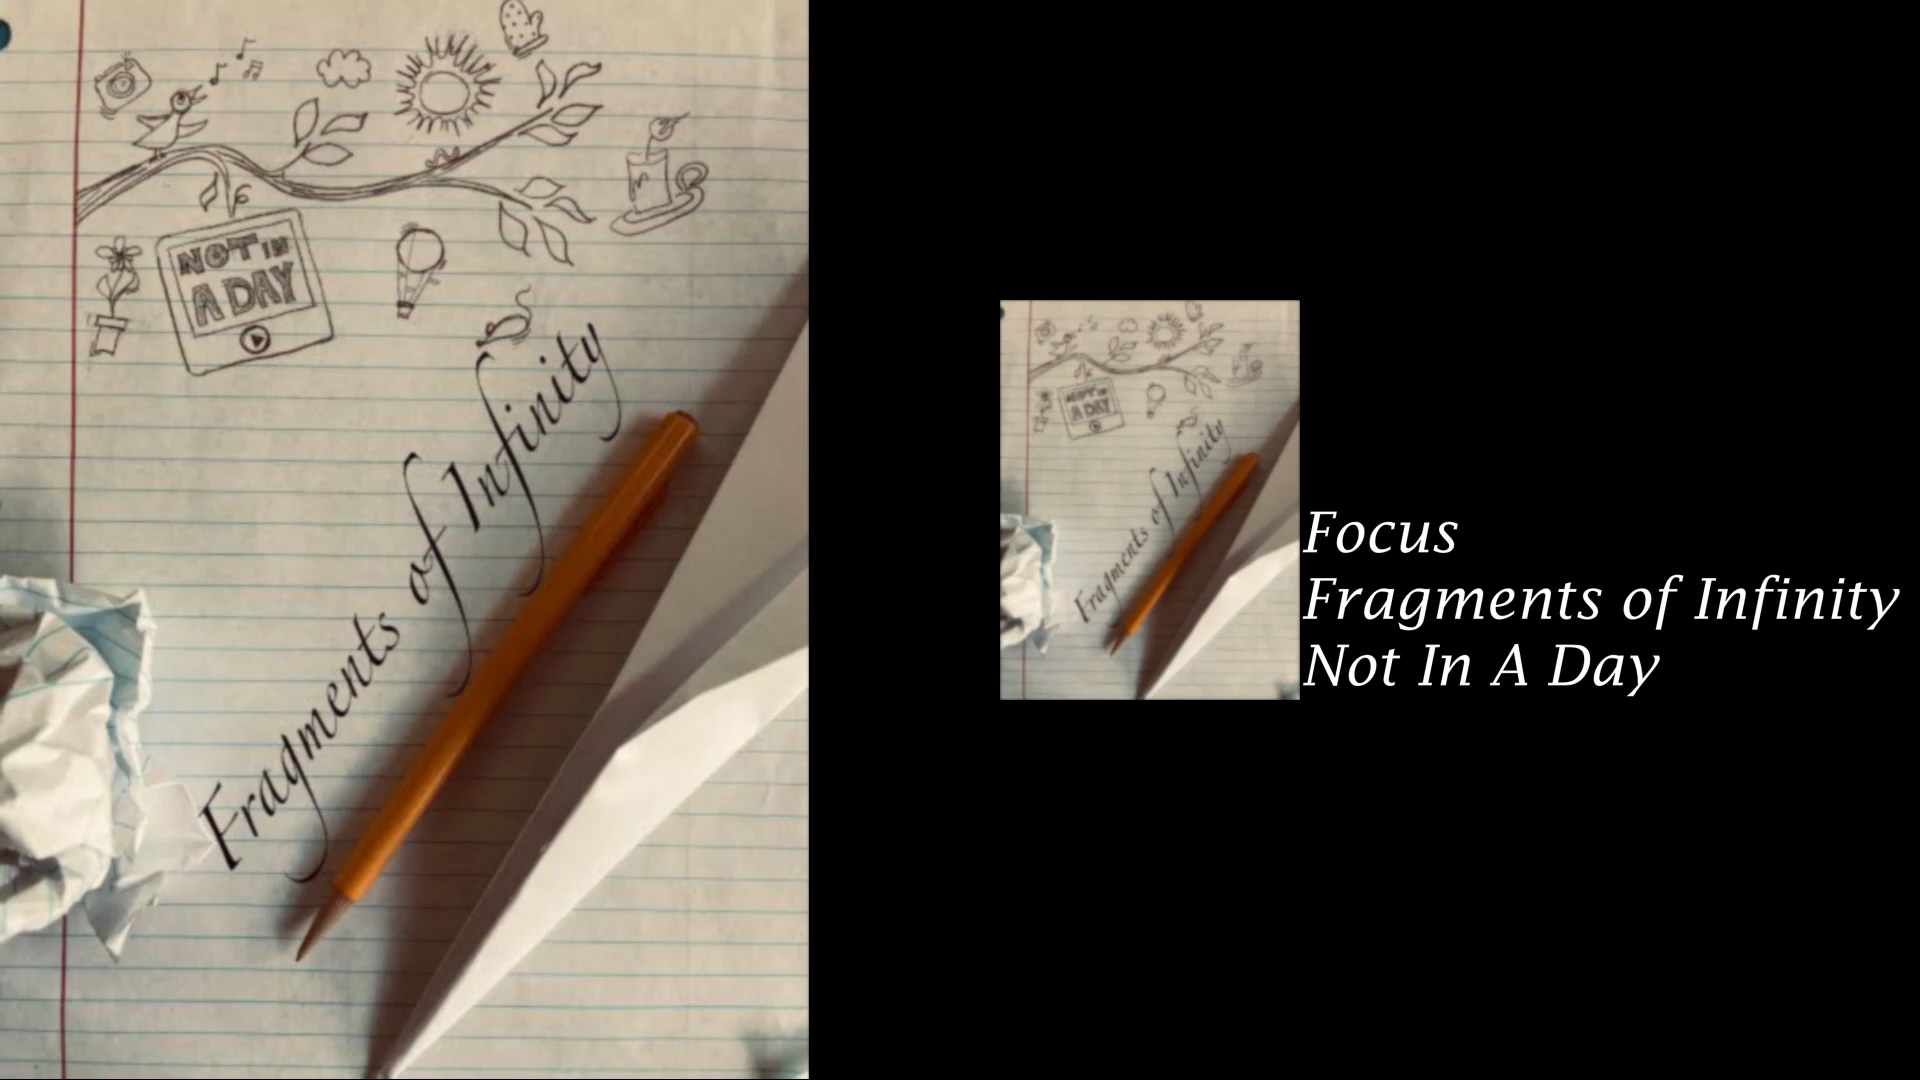 NOT IN
A DAY
Fragments of Infinity
NOT IN
A DAY
Fragments of Infinity
Focus
Fragments of Infinity
Not In A Day